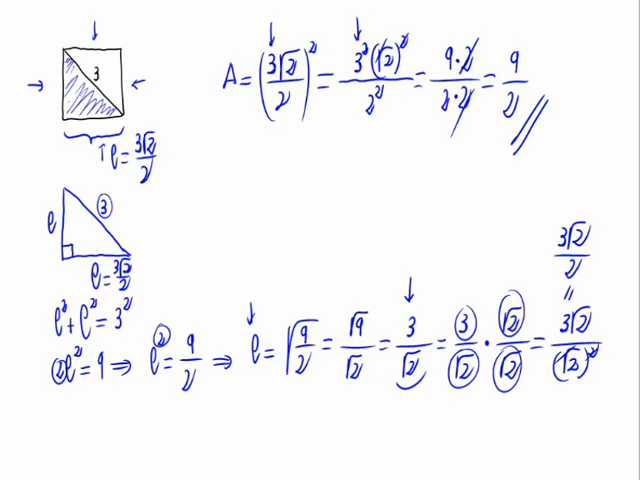 3
A = (3√2/2)² = 3²(√2)²/2² = 9·2/2·2 = 9/2
ℓ = 3√2/2
3
ℓ
ℓ = 3√2/2
ℓ² + ℓ² = 3²
2ℓ² = 9 ⇒ ℓ² = 9/2 ⇒ ℓ = √9/2 = √9/√2 = 3/√2 = 3/√2 · √2/√2 = 3√2/(√2)²
=
3√2/2